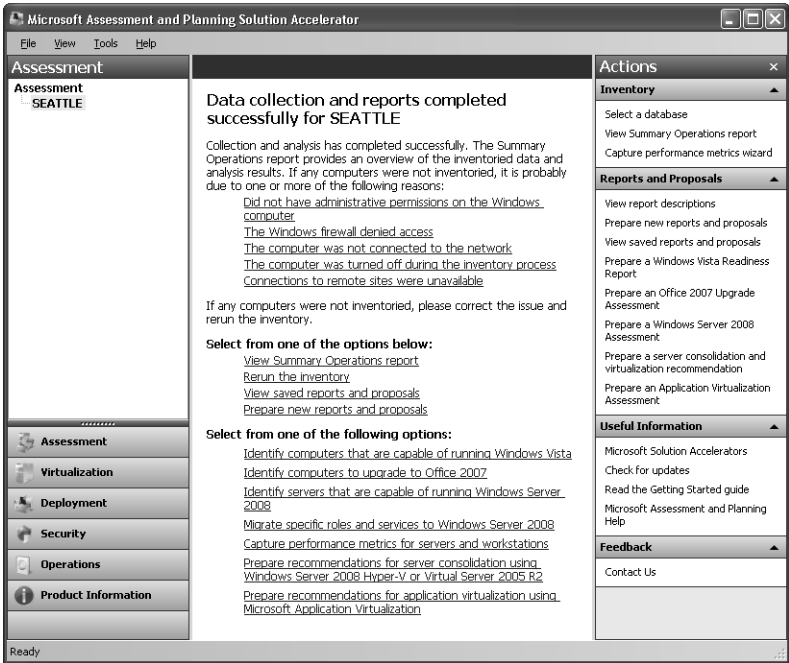 Microsoft Assessment and Planning Solution Accelerator
File View Tools Help
Assessment
Assessment
SEATTLE
Assessment
Virtualization
Deployment
Security
Operations
Product Information
Data collection and reports completed
successfully for SEATTLE
Collection and analysis has completed successfully. The Summary
Operations report provides an overview of the inventoried data and
analysis results. If any computers were not inventoried, it is probably
due to one or more of the following reasons:
Did not have administrative permissions on the Windows
computer
The Windows firewall denied access
The computer was not connected to the network
The computer was turned off during the inventory process
Connections to remote sites were unavailable
If any computers were not inventoried, please correct the issue and
rerun the inventory.
Select from one of the options below:
View Summary Operations report
Rerun the inventory
View saved reports and proposals
Prepare new reports and proposals
Select from one of the following options:
Identify computers that are capable of running Windows Vista
Identify computers to upgrade to Office 2007
Identify servers that are capable of running Windows Server
2008
Migrate specific roles and services to Windows Server 2008
Capture performance metrics for servers and workstations
Prepare recommendations for server consolidation using
Windows Server 2008 Hyper-V or Virtual Server 2005 R2
Prepare recommendations for application virtualization using
Microsoft Application Virtualization
Actions
Inventory
Select a database
View Summary Operations report
Capture performance metrics wizard
Reports and Proposals
View report descriptions
Prepare new reports and proposals
View saved reports and proposals
Prepare a Windows Vista Readiness
Report
Prepare an Office 2007 Upgrade
Assessment
Prepare a Windows Server 2008
Assessment
Prepare a server consolidation and
virtualization recommendation
Prepare an Application Virtualization
Assessment
Useful Information
Microsoft Solution Accelerators
Check for updates
Read the Getting Started guide
Microsoft Assessment and Planning
Help
Feedback
Contact Us
Ready